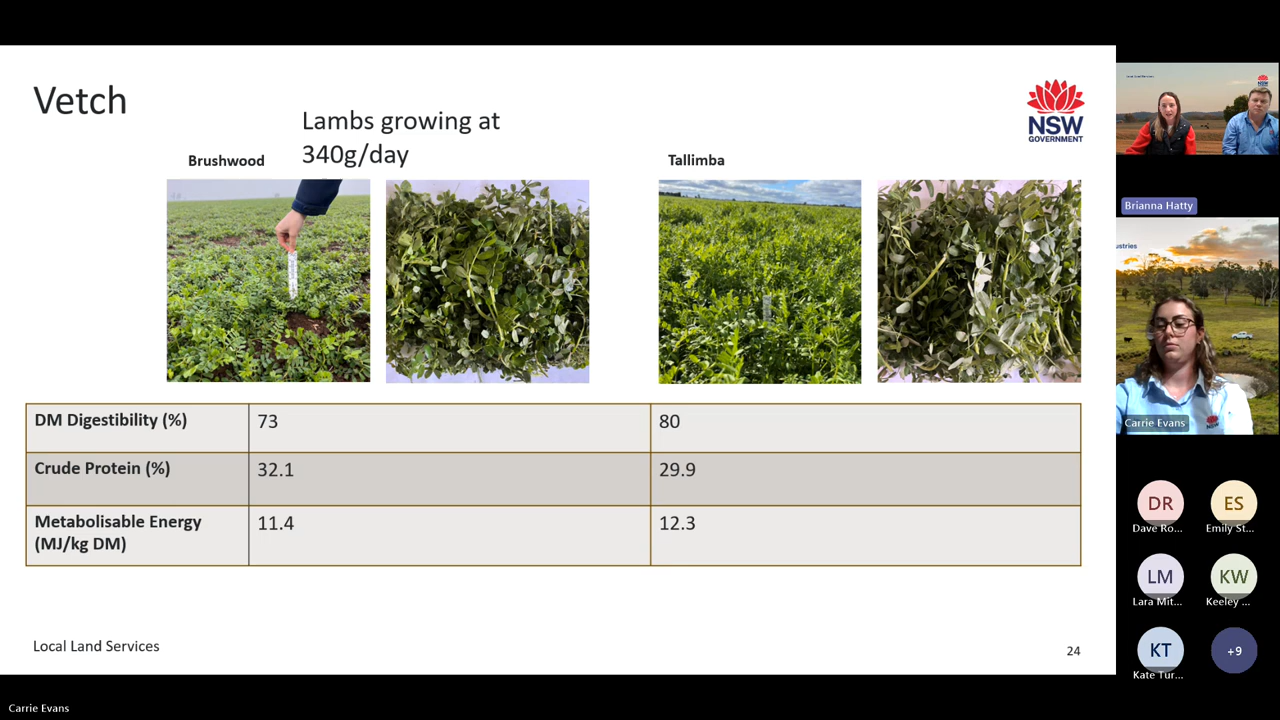 Vetch
Lambs growing at
340g/day
Brushwood
Tallimba
NSW
GOVERNMENT
DM Digestibility (%)
73
80
Crude Protein (%)
32.1
29.9
Metabolisable Energy
(MJ/kg DM)
11.4
12.3
Local Land Services
24
Brianna Hatty
ustries
Carrie Evans
DR
Dave Ro...
ES
Emily St...
LM
Lara Mit...
KW
Keeley ...
KT
Kate Tur...
+9
Carrie Evans